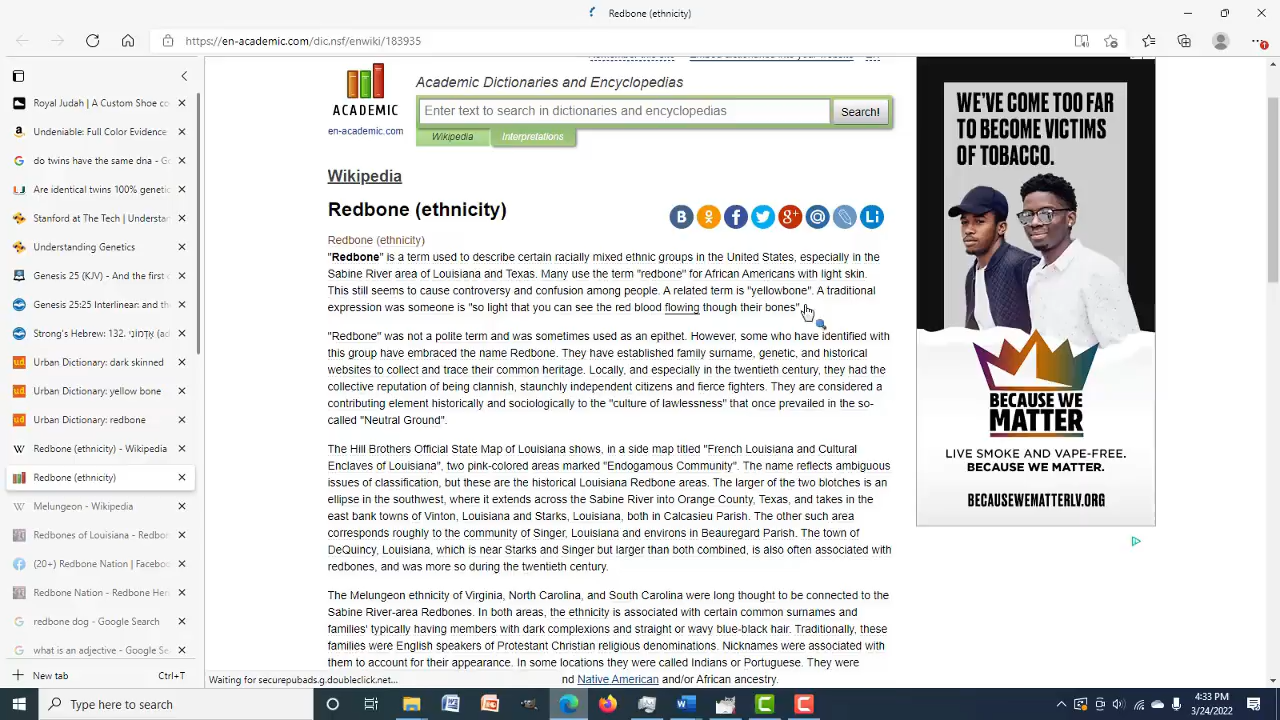 Redbone (ethnicity)
https://en-academic.com/dic.nsf/enwiki/183935
Royal Judah | A Custom Shoe co
Undeniable: Full Color Evidence
do twins have the same dna - Go
Are identical twins 100% genetic
Stanford at The Tech | Understan
Understanding Genetics
Genesis 25 (KJV) - And the first c
Genesis 25:25 Interlinear: and the
Strong's Hebrew: 132. אַדְמוֹנִי (ad
Urban Dictionary: dark skinned
Urban Dictionary: yellow bone
Urban Dictionary: redbone
Redbone (ethnicity) - Wikipedia
Redbone (ethnicity)
Melungeon - Wikipedia
Redbones of Louisiana - Redbor
(20+) Redbone Nation | Faceboo
Redbone Nation - Redbone Her
redbone dog - Google Search
what is an adjective - Google Se
New tab
Ctrl+T
ACADEMIC
en-academic.com
Academic Dictionaries and Encyclopedias
Enter text to search in dictionaries and encyclopedias
Search!
Wikipedia
Interpretations
Wikipedia
Redbone (ethnicity)
Redbone (ethnicity)
"Redbone" is a term used to describe certain racially mixed ethnic groups in the United States, especially in the
Sabine River area of Louisiana and Texas. Many use the term "redbone" for African Americans with light skin.
This still seems to cause controversy and confusion among people. A related term is "yellowbone". A traditional
expression was someone is "so light that you can see the red blood flowing though their bones"
"Redbone" was not a polite term and was sometimes used as an epithet. However, some who have identified with
this group have embraced the name Redbone. They have established family surname, genetic, and historical
websites to collect and trace their common heritage. Locally, and especially in the twentieth century, they had the
collective reputation of being clannish, staunchly independent citizens and fierce fighters. They are considered a
contributing element historically and sociologically to the "culture of lawlessness" that once prevailed in the so-
called "Neutral Ground".
The Hill Brothers Official State Map of Louisiana shows, in a side map titled "French Louisiana and Cultural
Enclaves of Louisiana", two pink-colored areas marked "Endogamous Community". The name reflects ambiguous
issues of classification, but these are the historical Louisiana Redbone areas. The larger of the two blotches is an
ellipse in the southwest, where it extends across the Sabine River into Orange County, Texas, and takes in the
east bank towns of Vinton, Louisiana and Starks, Louisiana, both in Calcasieu Parish. The other such area
corresponds roughly to the community of Singer, Louisiana and environs in Beauregard Parish. The town of
DeQuincy, Louisiana, which is near Starks and Singer but larger than both combined, is also often associated with
redbones, and was more so during the twentieth century.
The Melungeon ethnicity of Virginia, North Carolina, and South Carolina were long thought to be connected to the
Sabine River-area Redbones. In both areas, the ethnicity is associated with certain common surnames and
families' typically having members with dark complexions and straight or wavy blue-black hair. Traditionally, these
families were English speakers of Protestant Christian religious denominations. Nicknames were associated with
them to account for their appearance. In some locations they were called Indians or Portuguese. They were
nd Native American and/or African ancestry.
Waiting for securepubads.g.doubleclick.net...
WE'VE COME TOO FAR
TO BECOME VICTIMS
OF TOBACCO.
BECAUSE WE
MATTER
LIVE SMOKE AND VAPE-FREE.
BECAUSE WE MATTER.
BECAUSEWEMATTERLV.ORG
Type here to search
4:33 PM
3/24/2022